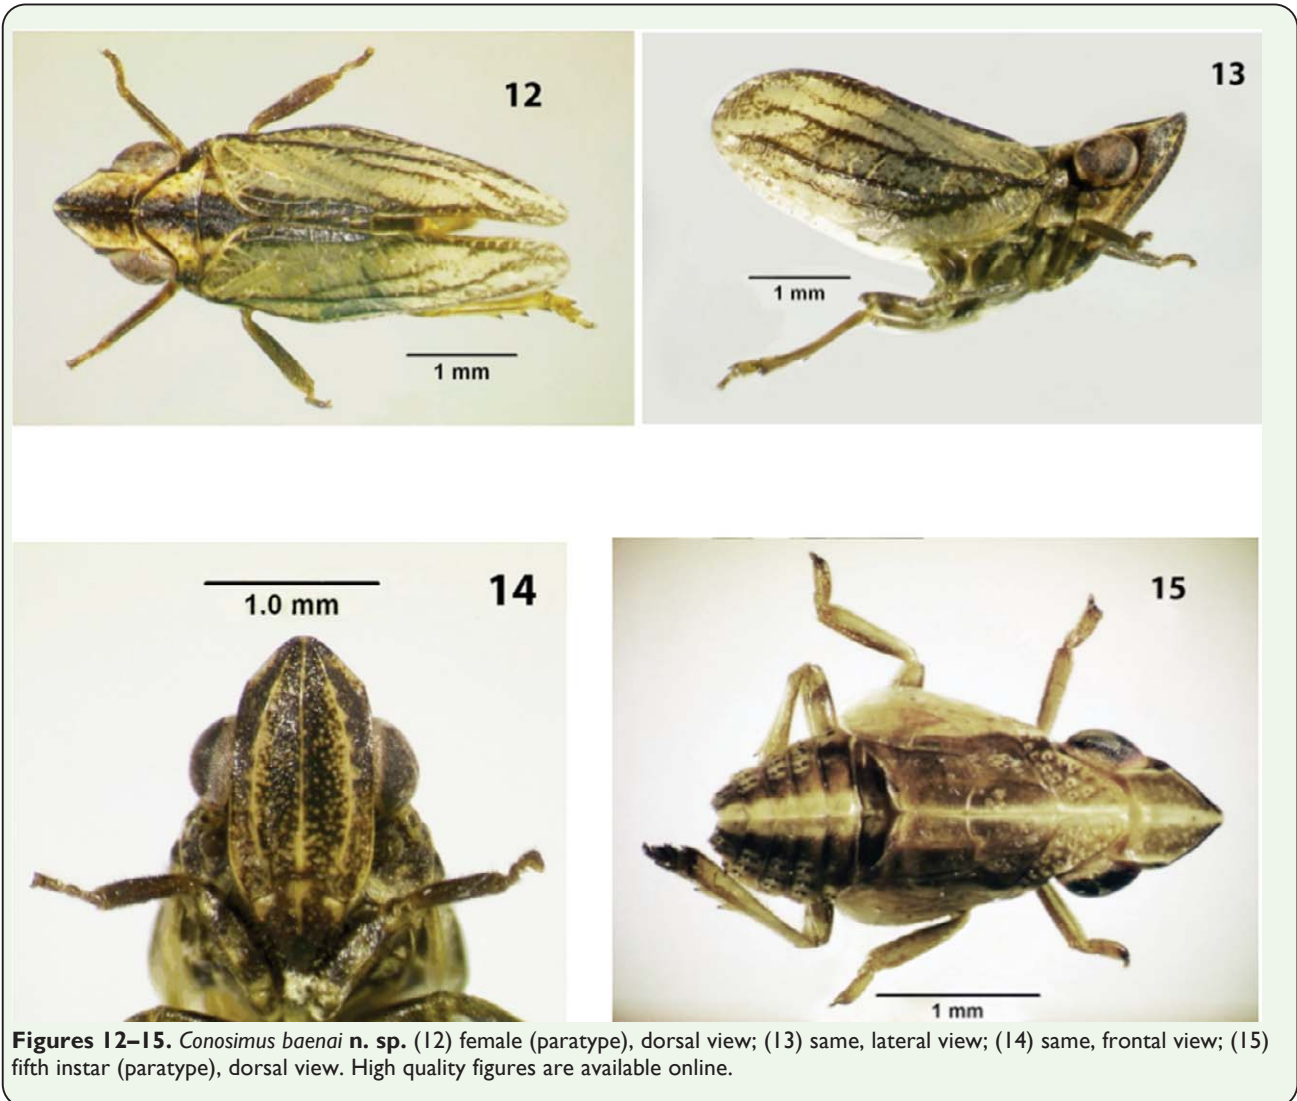 12
1 mm
13
1 mm
14
1.0 mm
15
1 mm
Figures 12–15. Conosimus baenai n. sp. (12) female (paratype), dorsal view; (13) same, lateral view; (14) same, frontal view; (15)
fifth instar (paratype), dorsal view. High quality figures are available online.